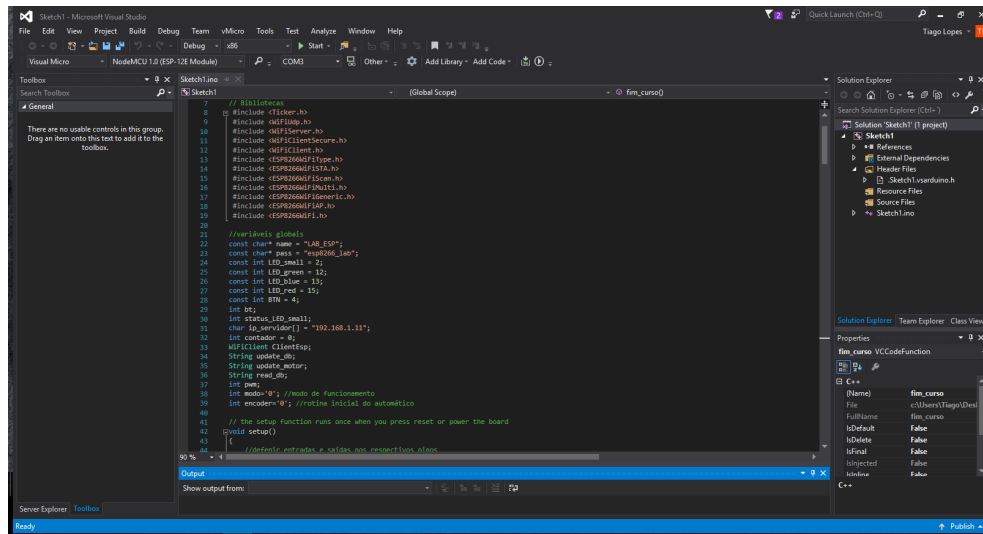 Sketch1 - Microsoft Visual Studio
2
Quick Launch (Ctrl+Q)
File Edit View Project Build Debug Team vMicro Tools Test Analyze Window Help
Tiago Lopes
Debug x86 Start
Visual Micro NodeMCU 1.0 (ESP-12E Module) COM3 Other Add Library Add Code
Toolbox
Search Toolbox
General
There are no usable controls in this group.
Drag an item onto this text to add it to the
toolbox.
Server Explorer Toolbox
Sketch1.ino
Sketch1 (Global Scope) fim_curso()
7 // Bibliotecas
8 #include <Ticker.h>
9 #include <WiFiUdp.h>
10 #include <WiFiServer.h>
11 #include <WiFiClientSecure.h>
12 #include <WiFiClient.h>
13 #include <ESP8266WiFiType.h>
14 #include <ESP8266WiFiSTA.h>
15 #include <ESP8266WiFiScan.h>
16 #include <ESP8266WiFiMulti.h>
17 #include <ESP8266WiFiGeneric.h>
18 #include <ESP8266WiFiAP.h>
19 #include <ESP8266WiFi.h>
20
21 //variáveis globais
22 const char* name = "LAB_ESP";
23 const char* pass = "esp8266_lab";
24 const int LED_small = 2;
25 const int LED_green = 12;
26 const int LED_blue = 13;
27 const int LED_red = 15;
28 const int BTN = 4;
29 int bt;
30 int status_LED_small;
31 char ip_servidor[] = "192.168.1.11";
32 int contador = 0;
33 WiFiClient ClientEsp;
34 String update_db;
35 String update_motor;
36 String read_db;
37 int pwm;
38 int modo='0'; //modo de funcionamento
39 int encoder='0'; //rotina inicial do automático
40
41 // the setup function runs once when you press reset or power the board
42 void setup()
43 {
44 //defenir entradas e saídas nos respectivos pinos
90 %
Output
Show output from:
Solution Explorer
Search Solution Explorer (Ctrl+ )
Solution 'Sketch1' (1 project)
Sketch1
References
External Dependencies
Header Files
.Sketch1.vsarduino.h
Resource Files
Source Files
Sketch1.ino
Solution Explorer Team Explorer Class View
Properties
fim_curso VCCodeFunction
C++
(Name) fim_curso
File c:\Users\Tiago\Desl
FullName fim_curso
IsDefault False
IsDelete False
IsFinal False
IsInjected False
IsInline False
C++
Ready
Publish